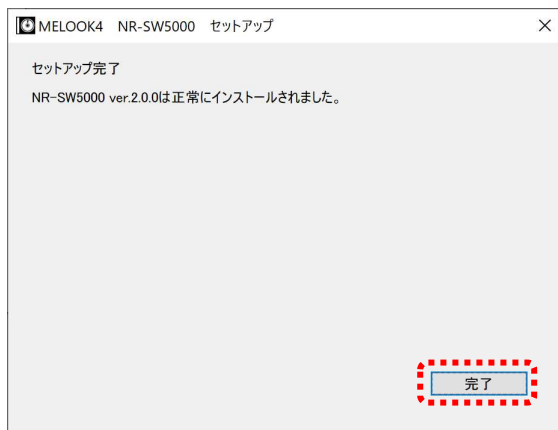 MELOOK4 NR-SW5000 セットアップ
セットアップ完了
NR-SW5000 ver.2.0.0は正常にインストールされました。
完了